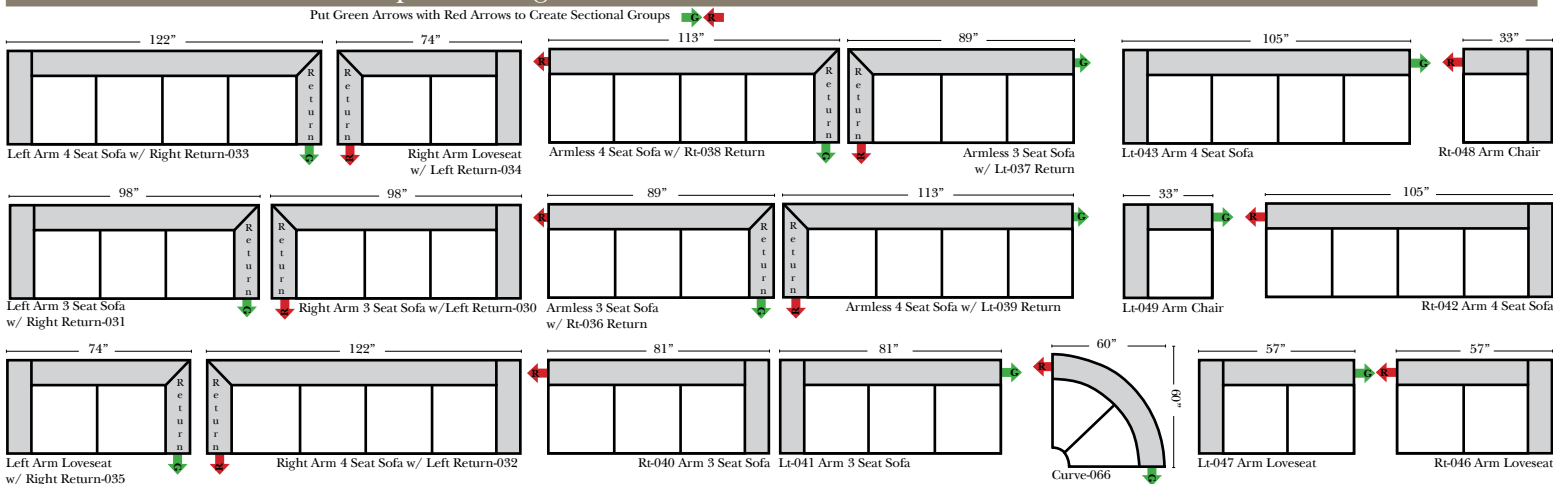 Put Green Arrows with Red Arrows to Create Sectional Groups G R
122” 74” 113” 89” 105” 33”
Return Return R Return Return G G R
G R G R
Left Arm 4 Seat Sofa w/ Right Return-033
Right Arm Loveseat
w/ Left Return-034
Armless 4 Seat Sofa w/ Rt-038 Return
Armless 3 Seat Sofa
w/ Lt-037 Return
Lt-043 Arm 4 Seat Sofa
Rt-048 Arm Chair
98” 98” 89” 113” 33” 105”
Return Return R Return Return G G R
G R G R
Left Arm 3 Seat Sofa
w/ Right Return-031
Right Arm 3 Seat Sofa w/Left Return-030
Armless 3 Seat Sofa
w/ Rt-036 Return
Armless 4 Seat Sofa w/ Lt-039 Return
Lt-049 Arm Chair
Rt-042 Arm 4 Seat Sofa
74” 122” 81” 81” 60” 57” 57”
Return Return R G R 60” G R
G R G
Left Arm Loveseat
w/ Right Return-035
Right Arm 4 Seat Sofa w/ Left Return-032
Rt-040 Arm 3 Seat Sofa
Lt-041 Arm 3 Seat Sofa
Curve-066
Lt-047 Arm Loveseat
Rt-046 Arm Loveseat